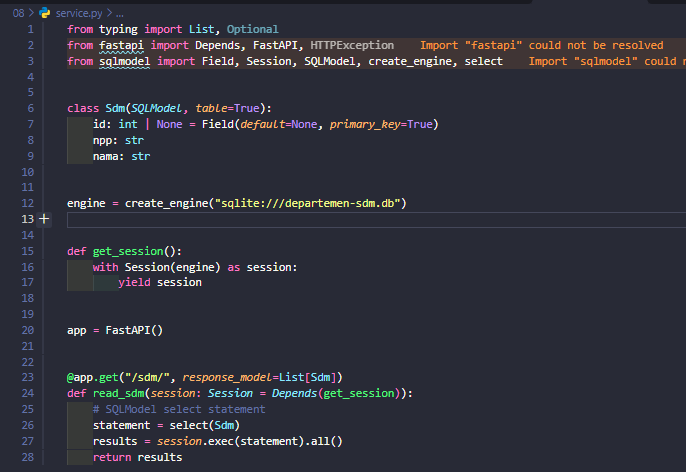 08 > service.py > ...
1 from typing import List, Optional
2 from fastapi import Depends, FastAPI, HTTPException Import "fastapi" could not be resolved
3 from sqlmodel import Field, Session, SQLModel, create_engine, select Import "sqlmodel" could
4
5
6 class Sdm(SQLModel, table=True):
7 id: int | None = Field(default=None, primary_key=True)
8 npp: str
9 nama: str
10
11
12 engine = create_engine("sqlite:///departemen-sdm.db")
13 +
14
15 def get_session():
16 with Session(engine) as session:
17 yield session
18
19
20 app = FastAPI()
21
22
23 @app.get("/sdm/", response_model=List[Sdm])
24 def read_sdm(session: Session = Depends(get_session)):
25 # SQLModel select statement
26 statement = select(Sdm)
27 results = session.exec(statement).all()
28 return results